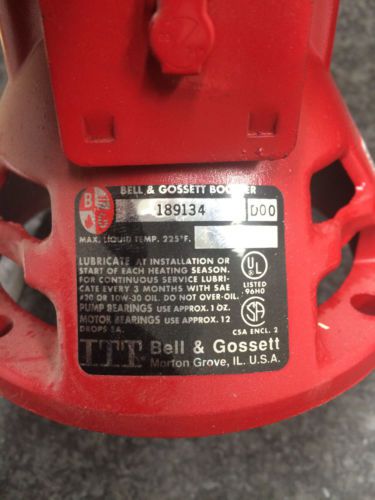 BELL & GOSSETT BOOSTER
B
G
189134 D00
MAX. LIQUID TEMP. 225°F.
LUBRICATE AT INSTALLATION OR
START OF EACH HEATING SEASON.
FOR CONTINUOUS SERVICE LUBRI-
CATE EVERY 3 MONTHS WITH SAE
#20 OR 10W-30 OIL. DO NOT OVER-OIL.
PUMP BEARINGS USE APPROX. 1 OZ.
MOTOR BEARINGS USE APPROX. 12
DROPS EA.
UL
LISTED
96H0
SA
CSA ENCL. 2
ITT Bell & Gossett
Morton Grove, IL. U.S.A.